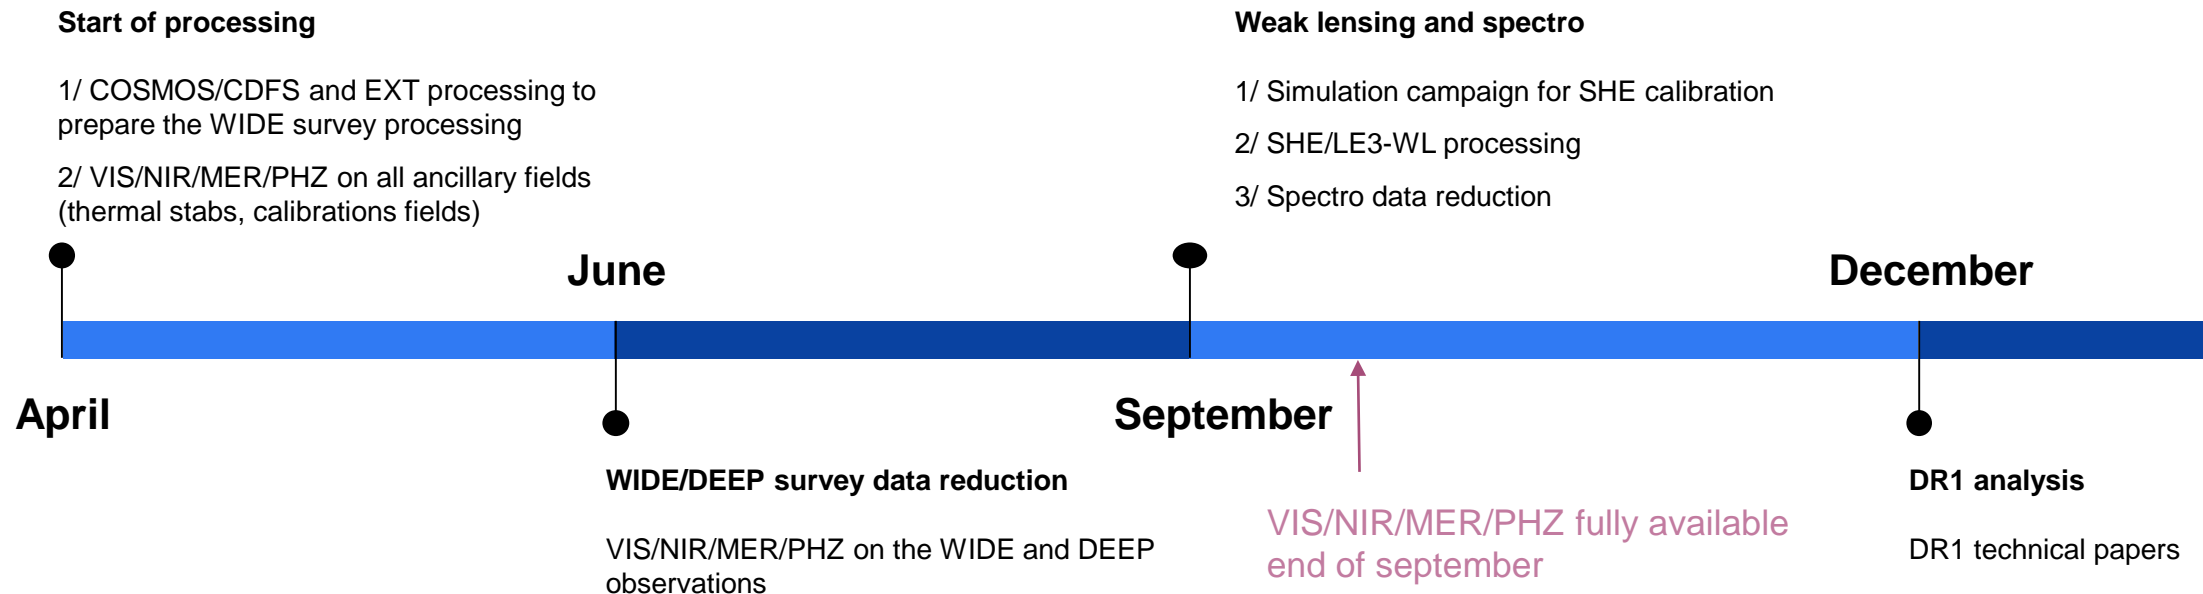 Start of processing
1/ COSMOS/CDFS and EXT processing to
prepare the WIDE survey processing
2/ VIS/NIR/MER/PHZ on all ancillary fields
(thermal stabs, calibrations fields)
Weak lensing and spectro
1/ Simulation campaign for SHE calibration
2/ SHE/LE3-WL processing
3/ Spectro data reduction
June
December
April
September
WIDE/DEEP survey data reduction
VIS/NIR/MER/PHZ on the WIDE and DEEP
observations
VIS/NIR/MER/PHZ fully available
end of september
DR1 analysis
DR1 technical papers